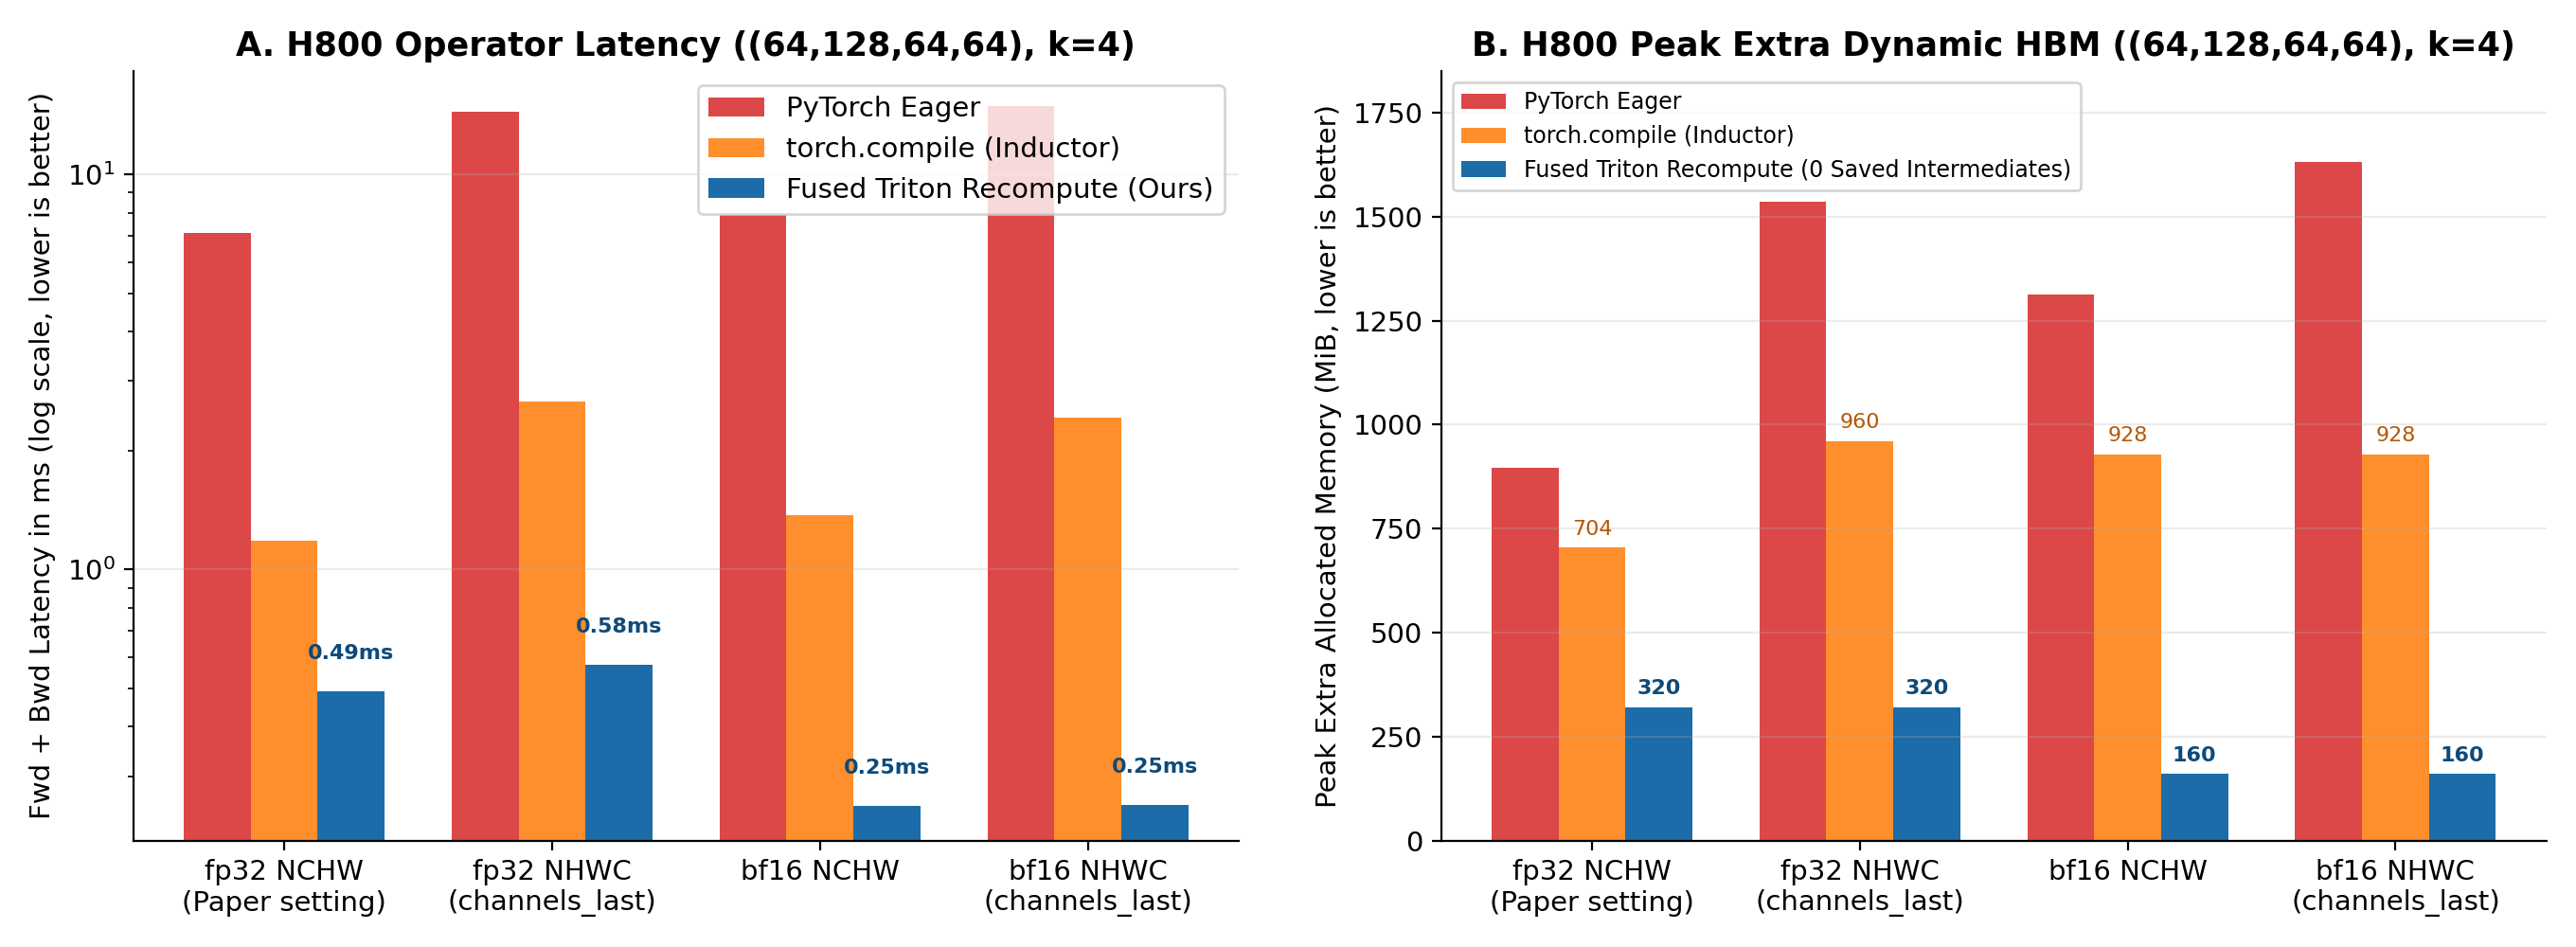 A. H800 Operator Latency ((64,128,64,64), k=4)
Fwd + Bwd Latency in ms (log scale, lower is better)
10¹
10⁰
PyTorch Eager
torch.compile (Inductor)
Fused Triton Recompute (Ours)
0.49ms
0.58ms
0.25ms
0.25ms
fp32 NCHW
(Paper setting)
fp32 NHWC
(channels_last)
bf16 NCHW
bf16 NHWC
(channels_last)
B. H800 Peak Extra Dynamic HBM ((64,128,64,64), k=4)
Peak Extra Allocated Memory (MiB, lower is better)
1750
1500
1250
1000
750
500
250
0
PyTorch Eager
torch.compile (Inductor)
Fused Triton Recompute (0 Saved Intermediates)
704
320
960
320
928
160
928
160
fp32 NCHW
(Paper setting)
fp32 NHWC
(channels_last)
bf16 NCHW
bf16 NHWC
(channels_last)